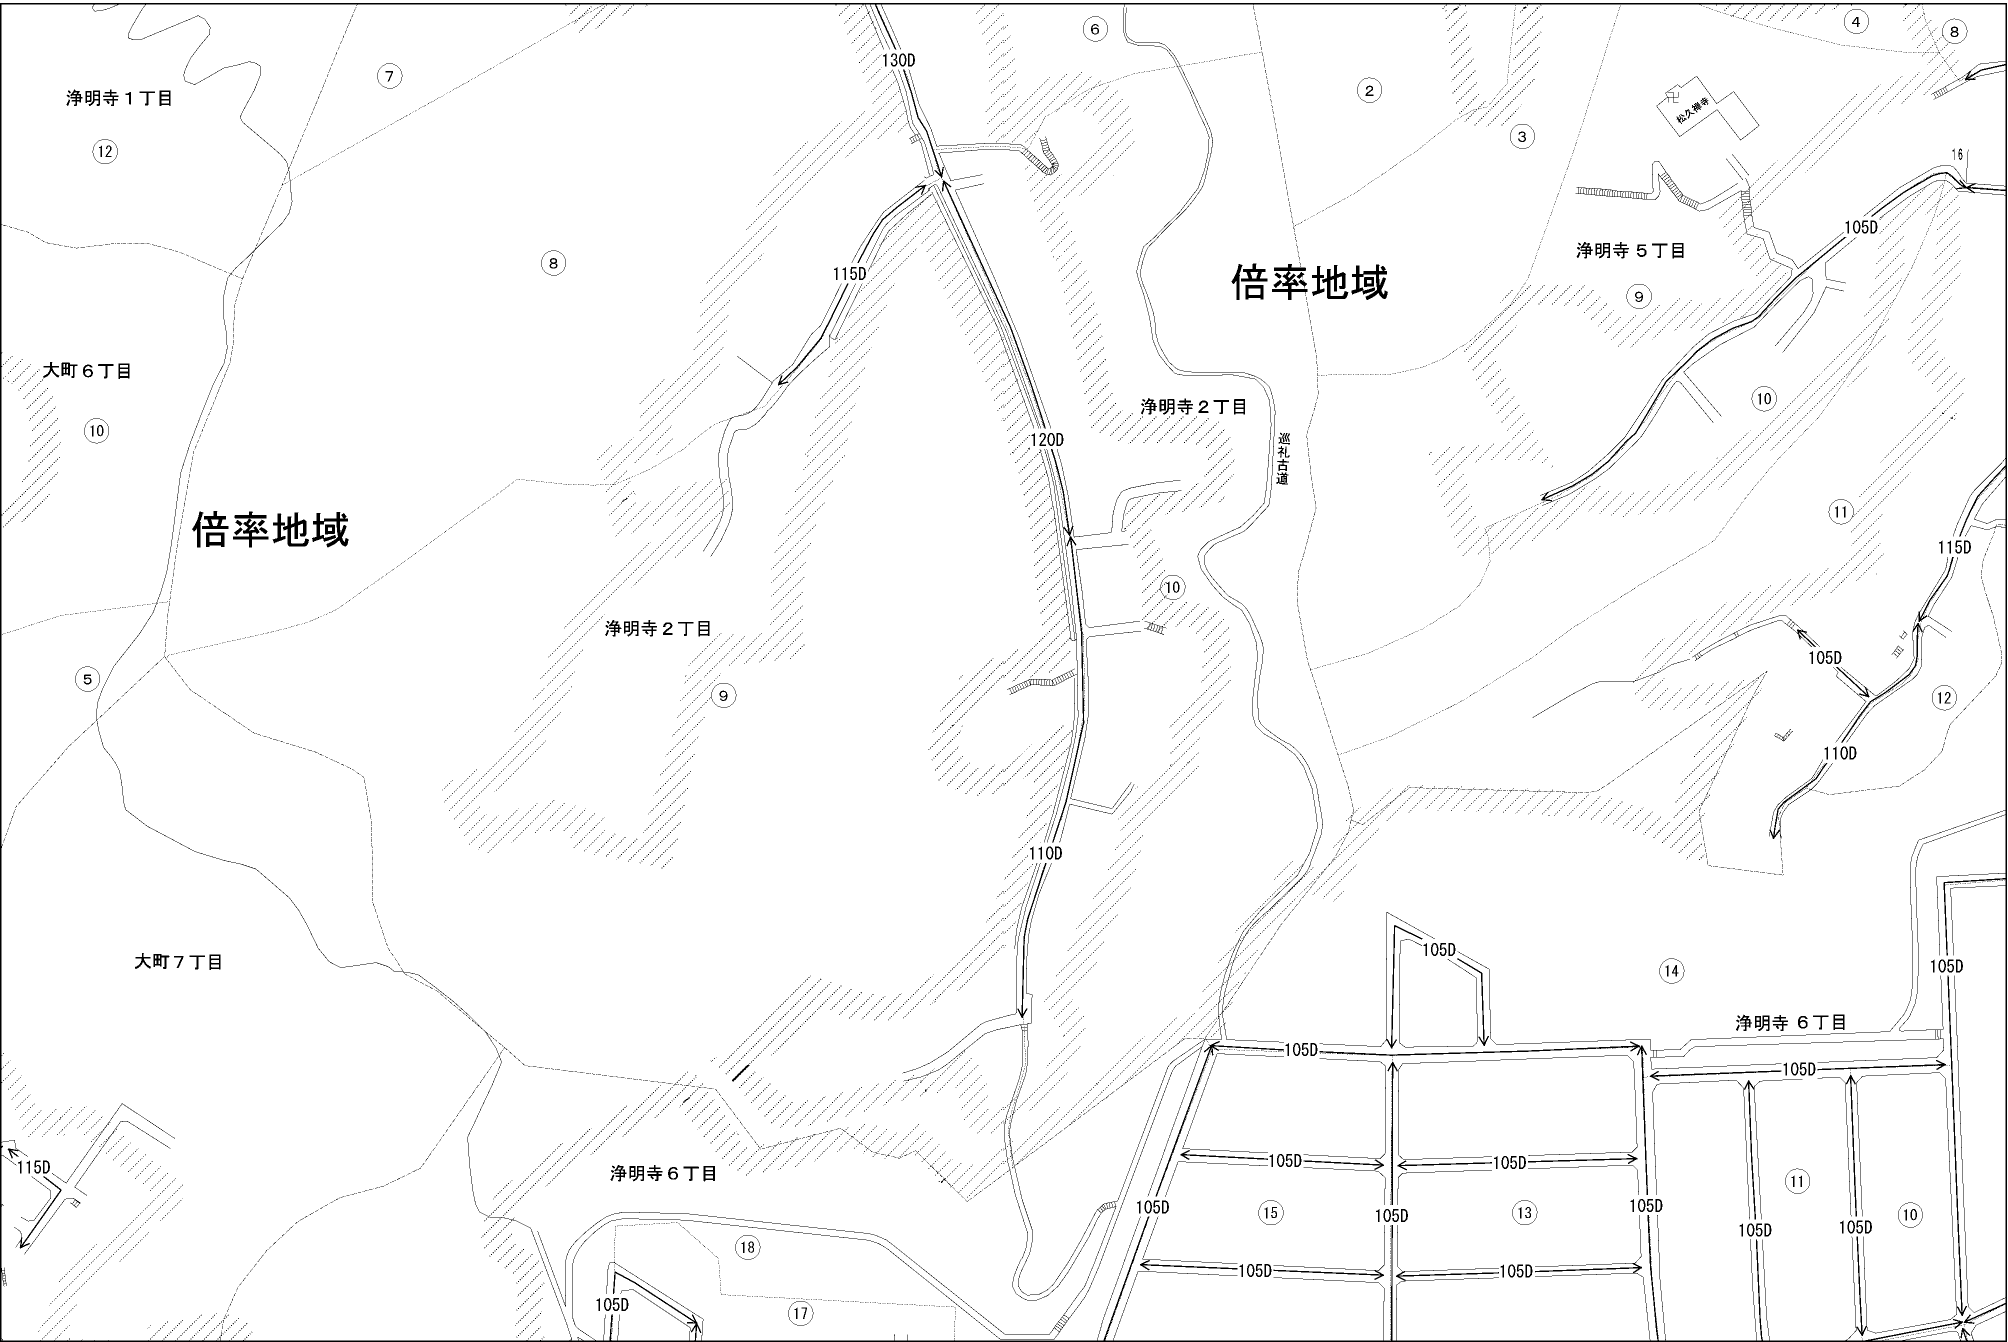 ④
⑥
⑧
130D
⑦
②
浄明寺１丁目
松久禅寺
③
⑫
16
105D
浄明寺５丁目
⑧
115D
倍率地域
⑨
大町６丁目
⑩
浄明寺２丁目
⑩
120D
巡礼古道
⑪
倍率地域
115D
⑩
浄明寺２丁目
105D
⑤
⑨
⑫
110D
110D
105D
大町７丁目
105D
⑭
浄明寺６丁目
105D
105D
105D
105D
115D
浄明寺６丁目
⑪
105D
105D
105D
⑮
⑬
⑩
105D
105D
⑱
105D
105D
105D
⑰